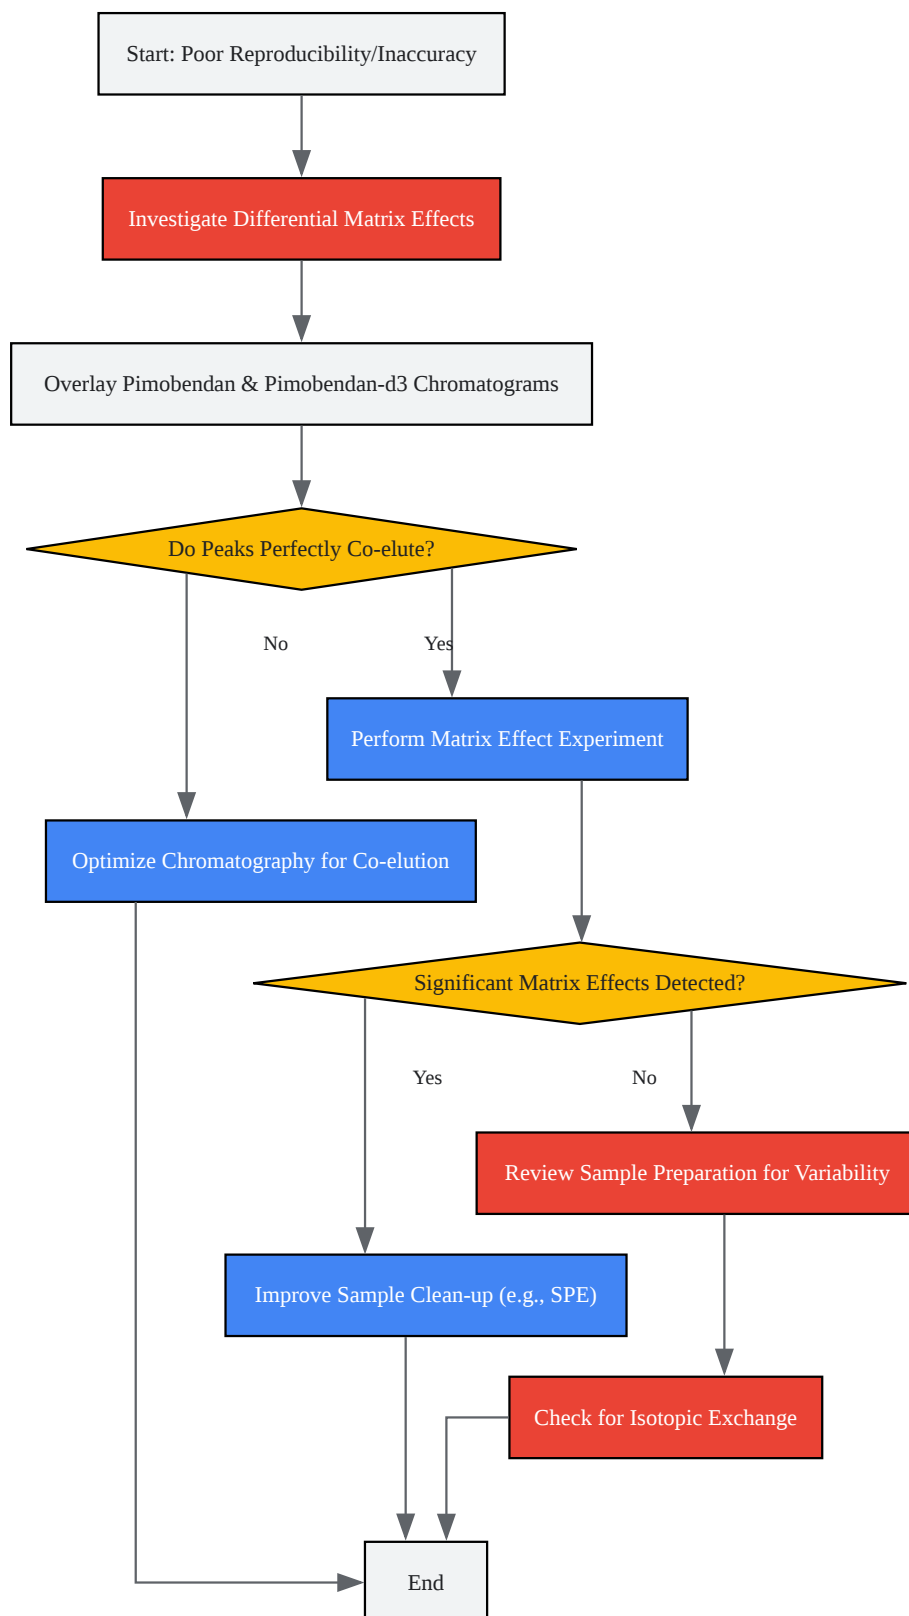 Start: Poor Reproducibility/Inaccuracy
Investigate Differential Matrix Effects
Overlay Pimobendan & Pimobendan-d3 Chromatograms
Do Peaks Perfectly Co-elute?
No
Yes
Perform Matrix Effect Experiment
Optimize Chromatography for Co-elution
Significant Matrix Effects Detected?
Yes
No
Review Sample Preparation for Variability
Improve Sample Clean-up (e.g., SPE)
Check for Isotopic Exchange
End